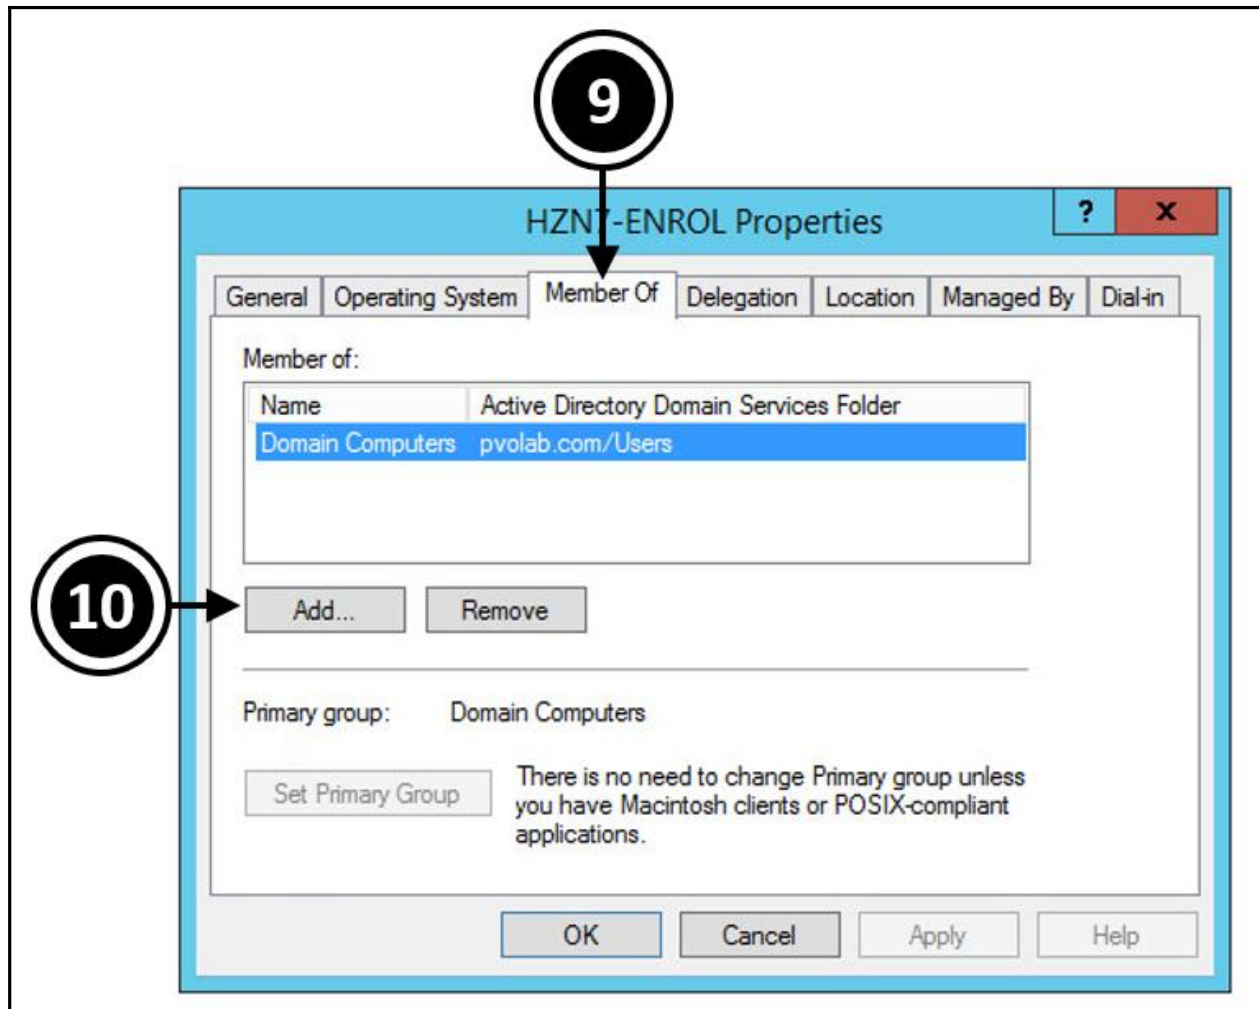 9
HZN7-ENROL Properties
?
x
General Operating System Member Of Delegation Location Managed By Dial-in
Member of:
Name Active Directory Domain Services Folder
Domain Computers pvolab.com/Users
10
Add... Remove
Primary group: Domain Computers
Set Primary Group
There is no need to change Primary group unless
you have Macintosh clients or POSIX-compliant
applications.
OK Cancel Apply Help